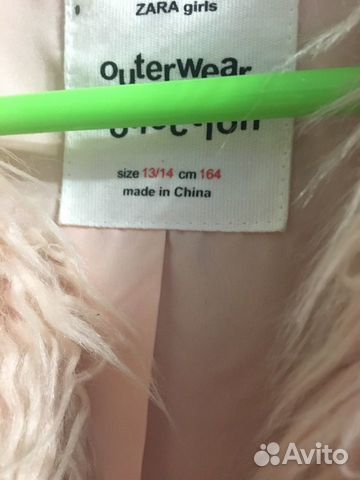 ZARA girls
outerwear
size 13/14 cm 164
made in China
Avito